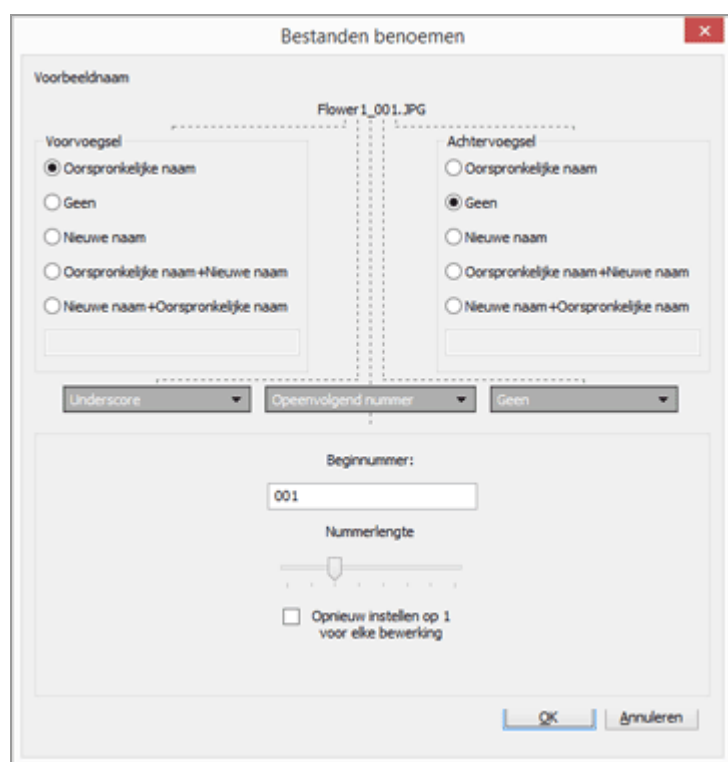 Bestanden benoemen
Voorbeeldnaam
Flower1_001.JPG
Voorvoegsel
Oorspronkelijke naam
Geen
Nieuwe naam
Oorspronkelijke naam+Nieuwe naam
Nieuwe naam+Oorspronkelijke naam
Achtervoegsel
Oorspronkelijke naam
Geen
Nieuwe naam
Oorspronkelijke naam+Nieuwe naam
Nieuwe naam+Oorspronkelijke naam
Underscore
Opeenvolgend nummer
Geen
Beginnummer:
001
Nummerlengte
Opnieuw instellen op 1
voor elke bewerking
OK
Annuleren